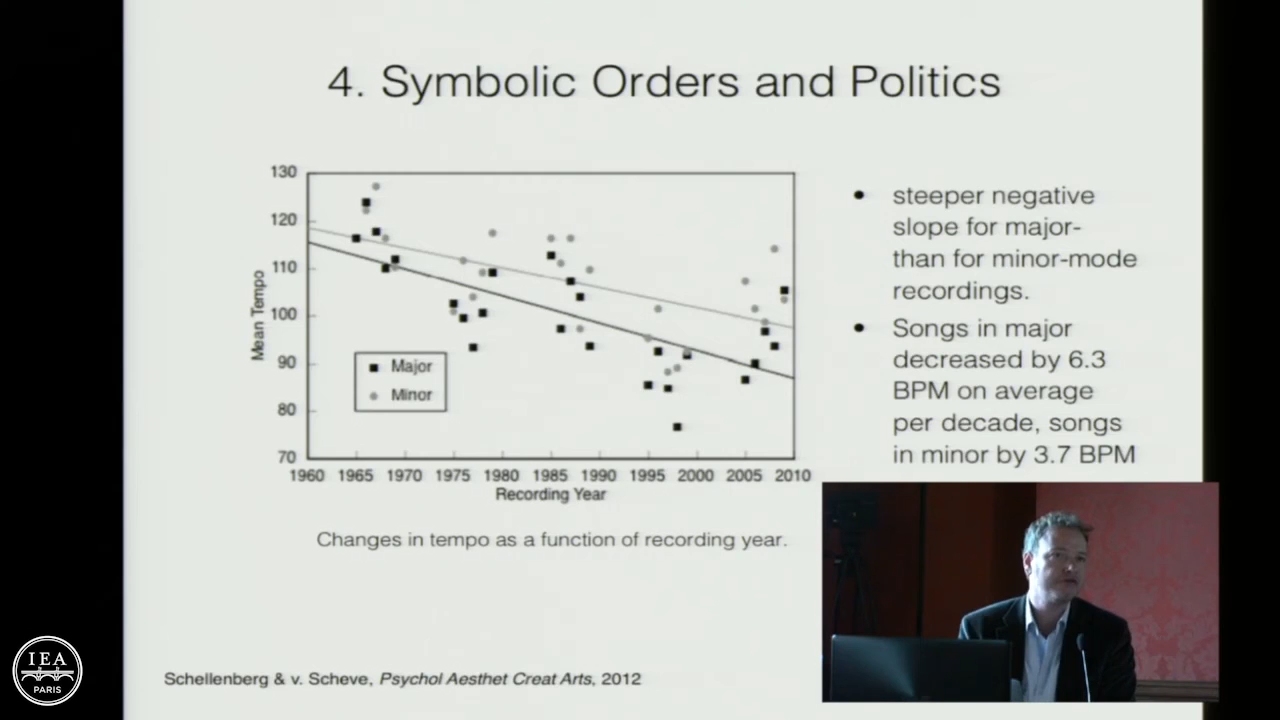 4. Symbolic Orders and Politics
130
120
110
100
90
80
70
Mean Tempo
Major
Minor
1960 1965 1970 1975 1980 1985 1990 1995 2000 2005 2010
Recording Year
Changes in tempo as a function of recording year.
• steeper negative
slope for major-
than for minor-mode
recordings.
• Songs in major
decreased by 6.3
BPM on average
per decade, songs
in minor by 3.7 BPM
Schellenberg & v. Scheve, Psychol Aesthet Creat Arts, 2012
IEA
PARIS